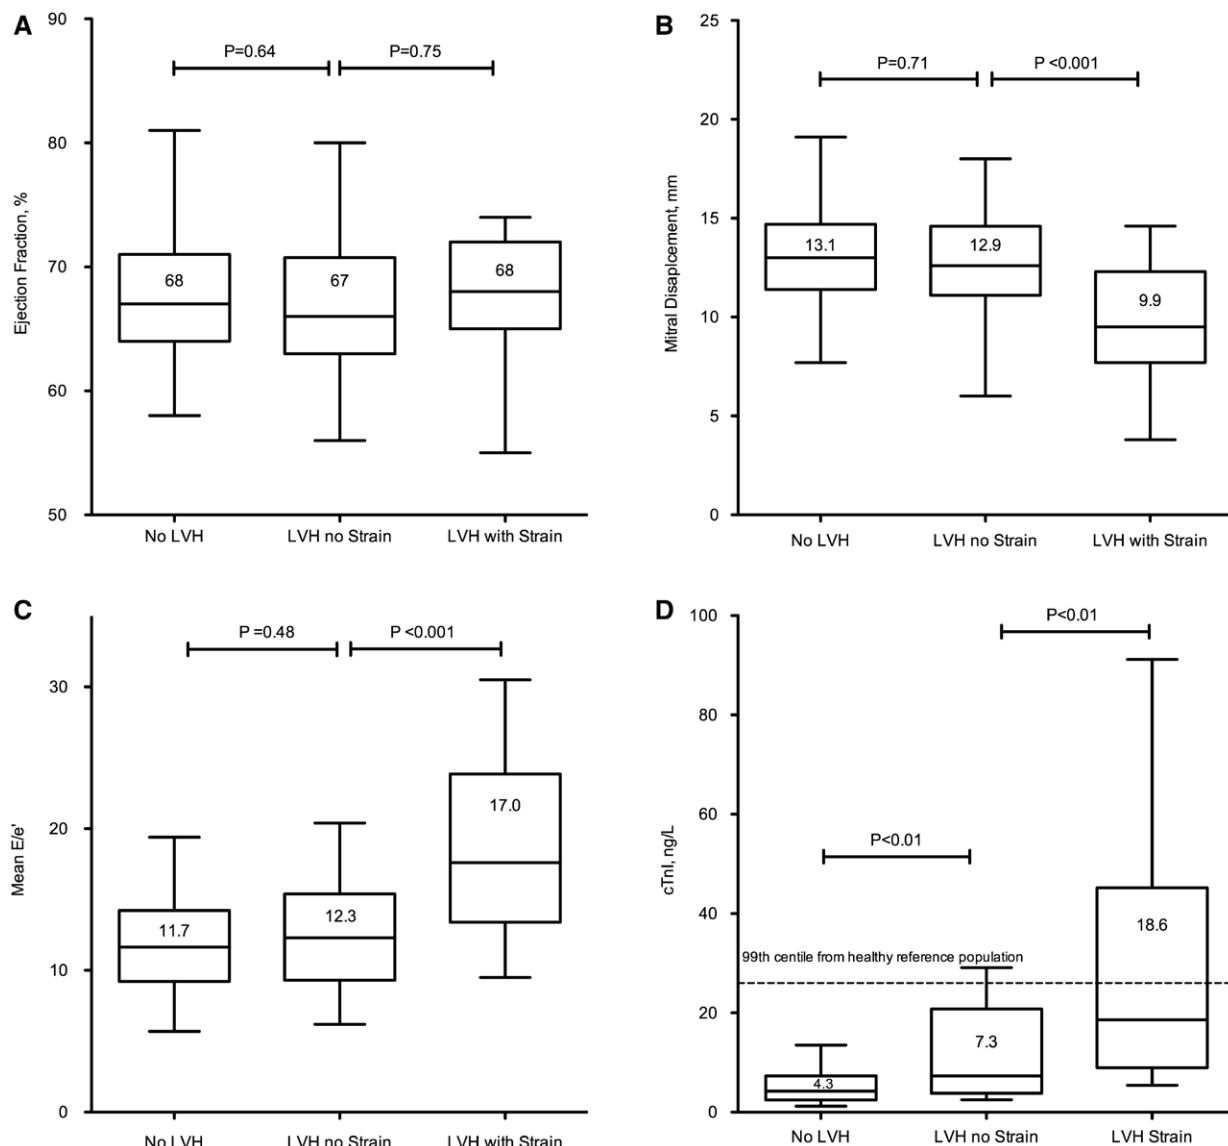 A
90
80
70
60
50
Ejection Fraction, %
P=0.64
P=0.75
68
67
68
No LVH
LVH no Strain
LVH with Strain
B
25
20
15
10
5
0
Mitral Disaplcement, mm
P=0.71
P <0.001
13.1
12.9
9.9
No LVH
LVH no Strain
LVH with Strain
C
30
20
10
0
Mean E/e'
P =0.48
P <0.001
11.7
12.3
17.0
No LVH
LVH no Strain
LVH with Strain
D
100
80
60
40
20
0
cTnI, ng/L
P<0.01
P<0.01
99th centile from healthy reference population
4.3
7.3
18.6
No LVH
LVH no Strain
LVH Strain